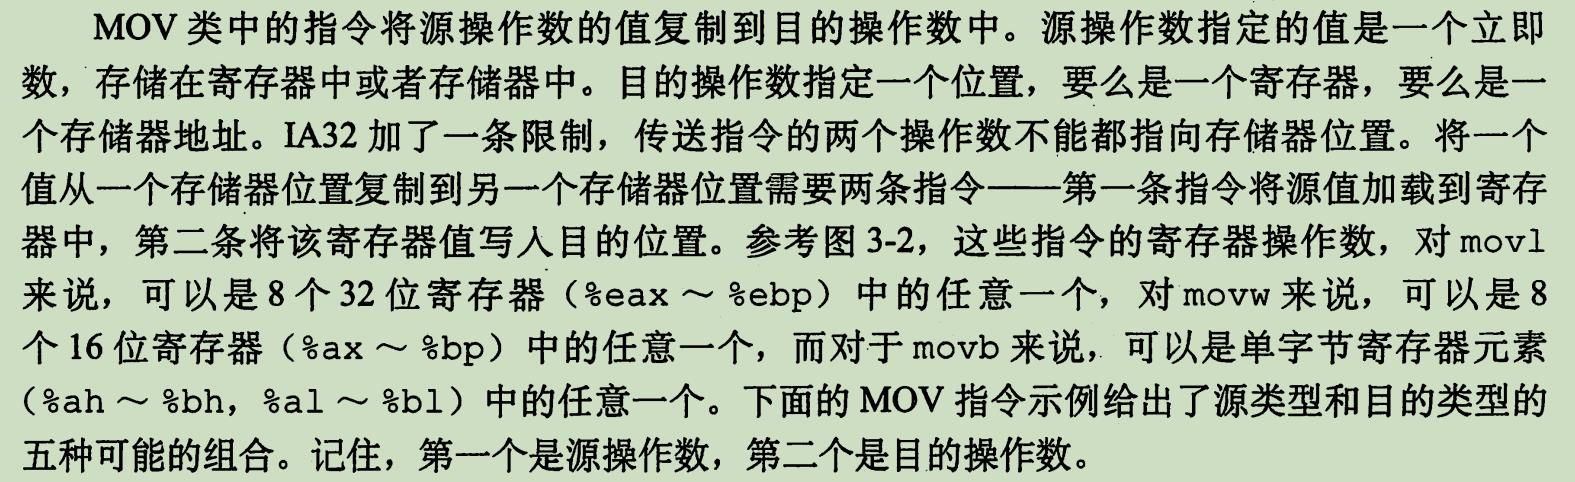 MOV 类中的指令将源操作数的值复制到目的操作数中。源操作数指定的值是一个立即
数，存储在寄存器中或者存储器中。目的操作数指定一个位置，要么是一个寄存器，要么是一
个存储器地址。IA32 加了一条限制，传送指令的两个操作数不能都指向存储器位置。将一个
值从一个存储器位置复制到另一个存储器位置需要两条指令——第一条指令将源值加载到寄存
器中，第二条将该寄存器值写入目的位置。参考图 3-2，这些指令的寄存器操作数，对 movl
来说，可以是 8 个 32 位寄存器（%eax ～ %ebp）中的任意一个，对 movw 来说，可以是 8
个 16 位寄存器（%ax ～ %bp）中的任意一个，而对于 movb 来说，可以是单字节寄存器元素
（%ah ～ %bh，%al ～ %bl）中的任意一个。下面的 MOV 指令示例给出了源类型和目的类型的
五种可能的组合。记住，第一个是源操作数，第二个是目的操作数。